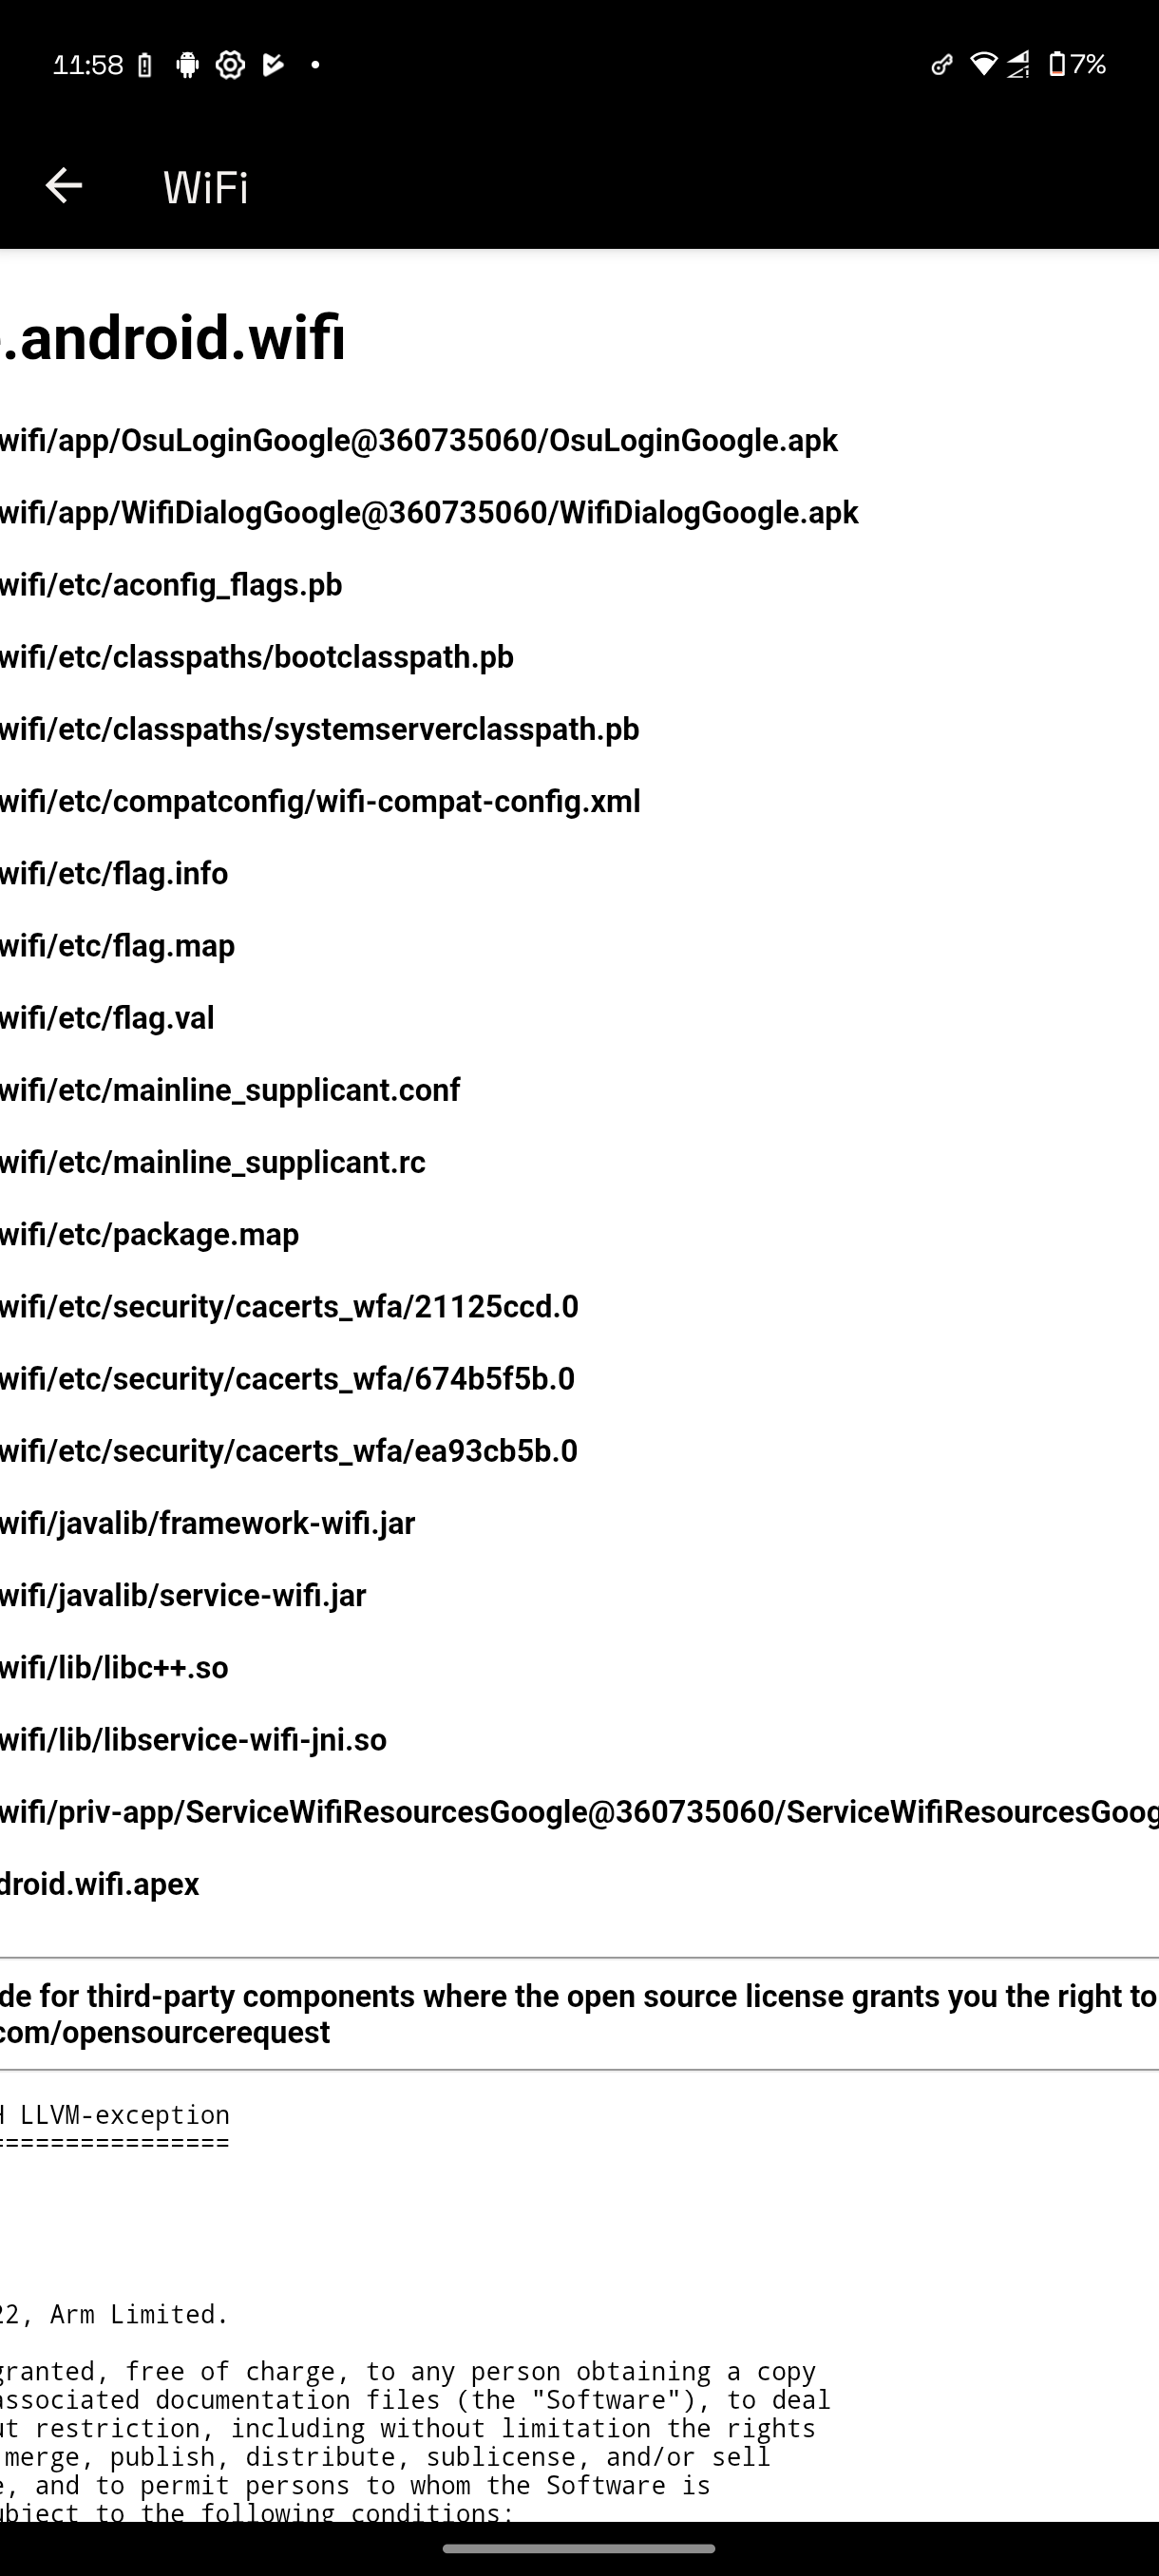 11:58
7%
WiFi
.android.wifi
wifi/app/OsuLoginGoogle@360735060/OsuLoginGoogle.apk
wifi/app/WifiDialogGoogle@360735060/WifiDialogGoogle.apk
wifi/etc/aconfig_flags.pb
wifi/etc/classpaths/bootclasspath.pb
wifi/etc/classpaths/systemserverclasspath.pb
wifi/etc/compatconfig/wifi-compat-config.xml
wifi/etc/flag.info
wifi/etc/flag.map
wifi/etc/flag.val
wifi/etc/mainline_supplicant.conf
wifi/etc/mainline_supplicant.rc
wifi/etc/package.map
wifi/etc/security/cacerts_wfa/21125ccd.0
wifi/etc/security/cacerts_wfa/674b5f5b.0
wifi/etc/security/cacerts_wfa/ea93cb5b.0
wifi/javalib/framework-wifi.jar
wifi/javalib/service-wifi.jar
wifi/lib/libc++.so
wifi/lib/libservice-wifi-jni.so
wifi/priv-app/ServiceWifiResourcesGoogle@360735060/ServiceWifiResourcesGoog
droid.wifi.apex
de for third-party components where the open source license grants you the right to
com/opensourcerequest
H LLVM-exception
===============
22, Arm Limited.
granted, free of charge, to any person obtaining a copy
associated documentation files (the "Software"), to deal
ut restriction, including without limitation the rights
merge, publish, distribute, sublicense, and/or sell
e, and to permit persons to whom the Software is
ubject to the following conditions: